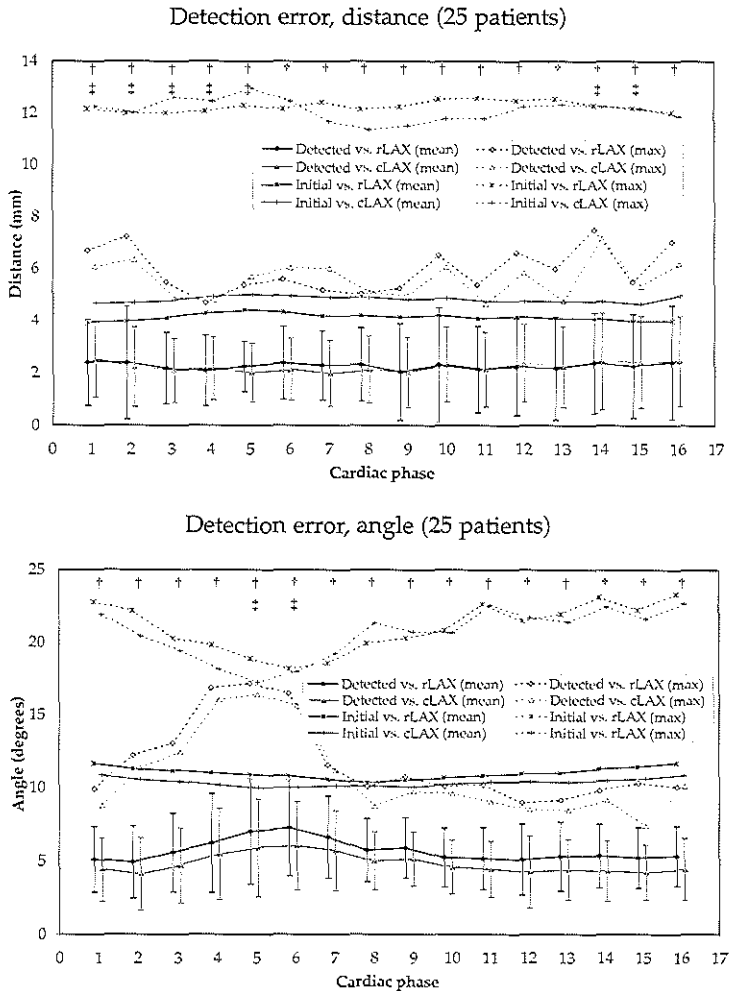 Detection error, distance (25 patients)
14
12
10
8
6
4
2
0
Distance (mm)
† † † † † † † † † † † † † † † †
‡ ‡ ‡ ‡ ‡ ‡ ‡
Detected vs. rLAX (mean)
Detected vs. rLAX (max)
Detected vs. cLAX (mean)
Detected vs. cLAX (max)
Initial vs. rLAX (mean)
Initial vs. rLAX (max)
Initial vs. cLAX (mean)
Initial vs. cLAX (max)
0 1 2 3 4 5 6 7 8 9 10 11 12 13 14 15 16 17
Cardiac phase
Detection error, angle (25 patients)
25
20
15
10
5
0
Angle (degrees)
† † † † † † † † † † † † † † † †
‡ ‡
Detected vs. rLAX (mean)
Detected vs. rLAX (max)
Detected vs. cLAX (mean)
Detected vs. cLAX (max)
Initial vs. rLAX (mean)
Initial vs. rLAX (max)
Initial vs. cLAX (mean)
Initial vs. cLAX (max)
0 1 2 3 4 5 6 7 8 9 10 11 12 13 14 15 16 17
Cardiac phase